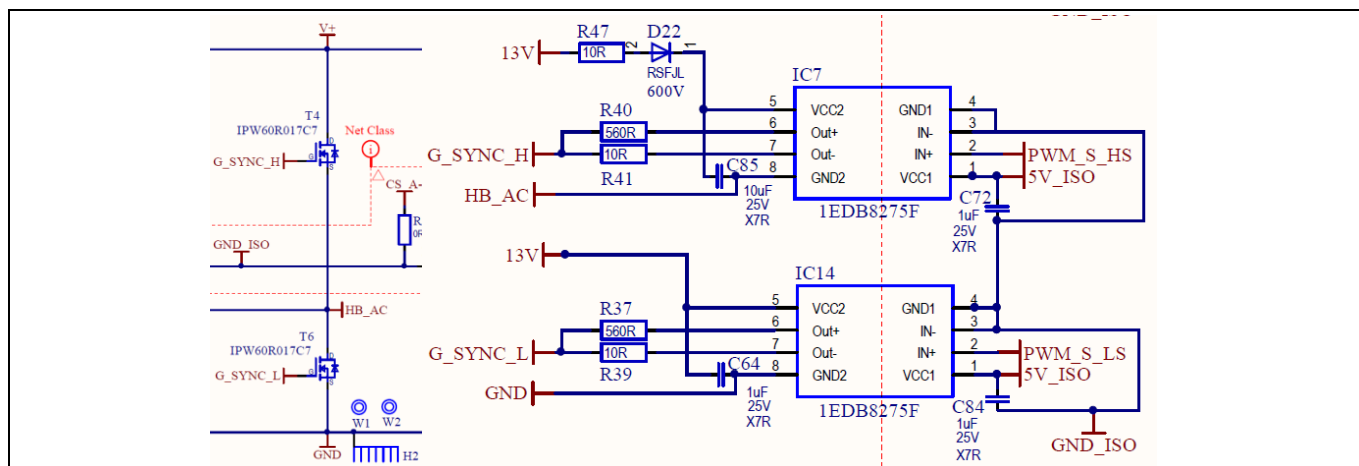 V+
T4
IPW60R017C7
Net Class
i
G_SYNC_H
D
G
S
CS_A-
R
0R
GND_ISO
HB_AC
T6
IPW60R017C7
D
G
S
G_SYNC_L
W1 W2
GND
H2
R47 D22
13V 10R 2 1
RSFJL
600V
IC7
5 VCC2 GND1 4
R40
560R 6 Out+ IN- 3
G_SYNC_H 10R 7 Out- IN+ 2 PWM_S_HS
R41 C85 8 GND2 VCC1 1 5V_ISO
HB_AC 10uF
25V
X7R
1EDB8275F
C72
1uF
25V
X7R
13V
IC14
5 VCC2 GND1 4
R37
560R 6 Out+ IN- 3
G_SYNC_L 10R 7 Out- IN+ 2 PWM_S_LS
R39 C64 8 GND2 VCC1 1 5V_ISO
GND 1uF
25V
X7R
1EDB8275F
C84
1uF
25V
X7R
GND_ISO